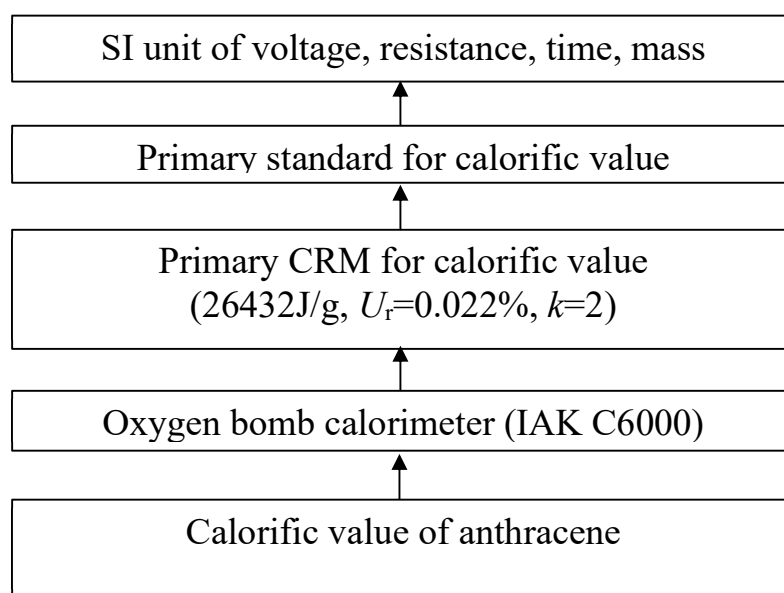 SI unit of voltage, resistance, time, mass
Primary standard for calorific value
Primary CRM for calorific value
(26432J/g, Ur=0.022%, k=2)
Oxygen bomb calorimeter (IAK C6000)
Calorific value of anthracene